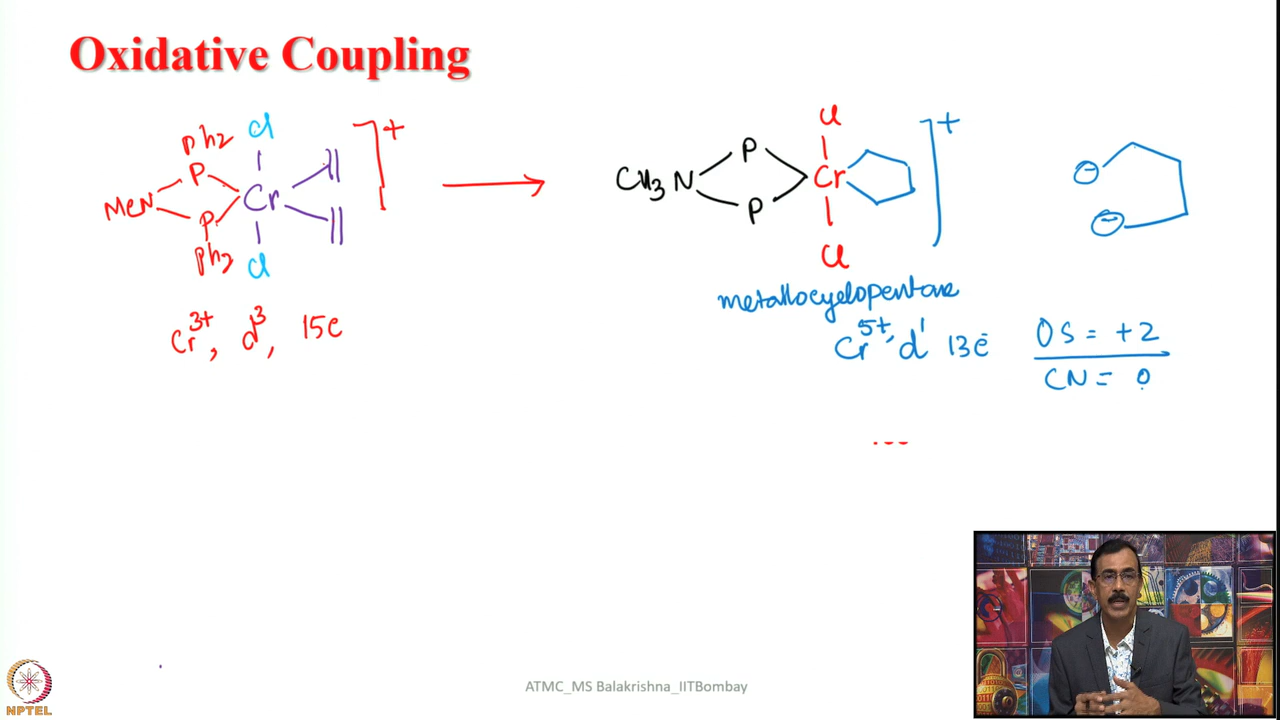 Oxidative Coupling
Ph2 Cl ]+
P
MeN Cr
P
Ph2 Cl
Cr3+, d3, 15e
Cl ]+
P
CH3N Cr
P
Cl
metallocyclopentane
Cr5+, d1 13e-
⊖
⊖
OS = +2
CN = 0
NPTEL
ATMC_MS Balakrishna_IITBombay